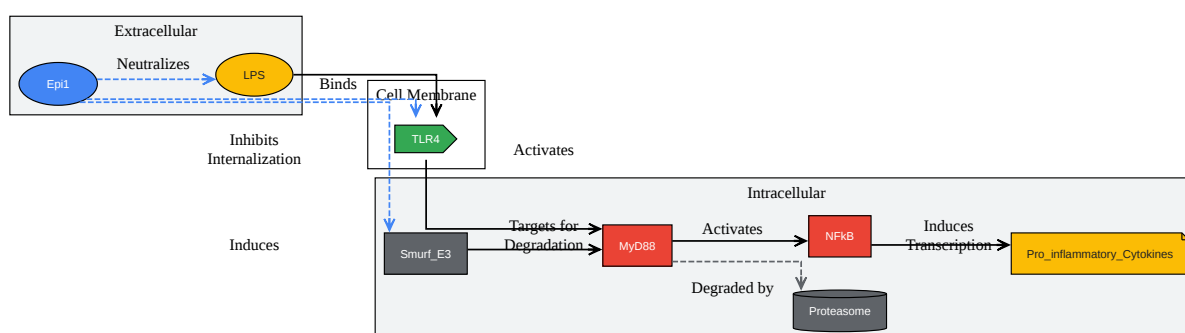 Extracellular
Neutralizes
Epi1
LPS
Binds
Cell Membrane
TLR4
Inhibits
Internalization
Activates
Intracellular
Induces
Smurf_E3
Targets for
Degradation
MyD88
Activates
NFkB
Induces
Transcription
Pro_inflammatory_Cytokines
Degraded by
Proteasome